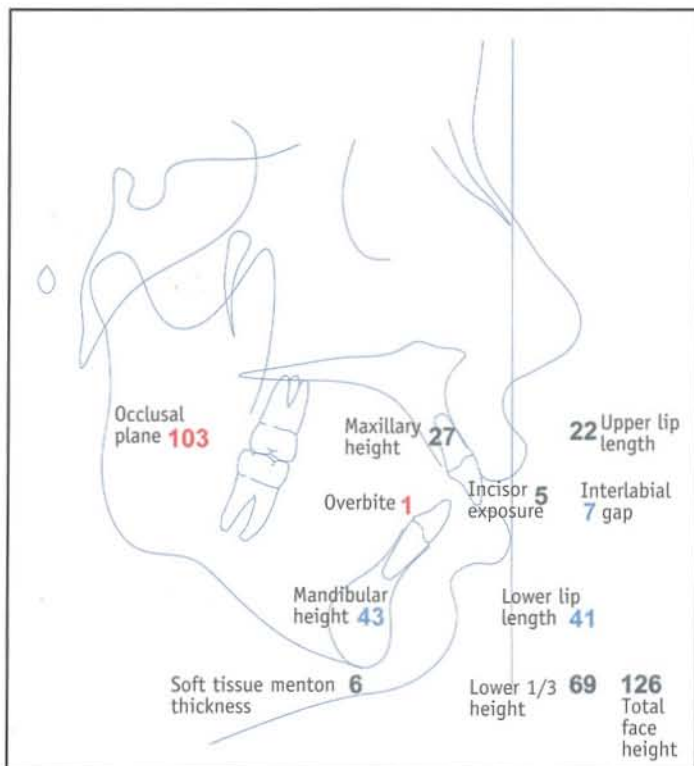 Occlusal
plane 103
Maxillary 27
height
22 Upper lip
length
Overbite 1
Incisor 5
exposure
Interlabial
7 gap
Mandibular
height 43
Lower lip
length 41
Soft tissue menton 6
thickness
Lower 1/3 69
height
126
Total
face
height